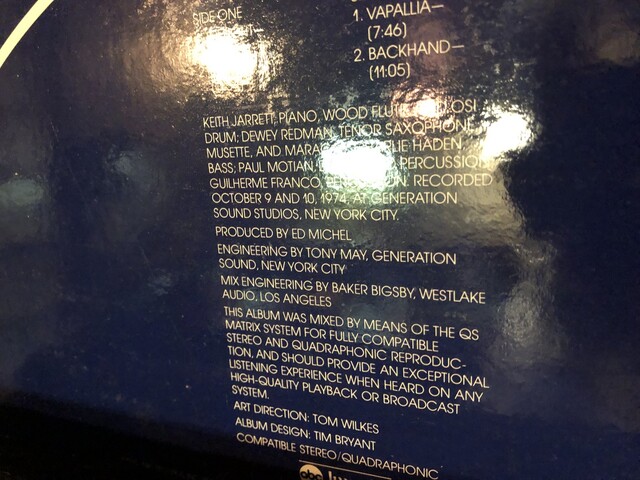 SIDE ONE
1. VAPALLIA—
(7:46)
2. BACKHAND—
(11:05)
KEITH JARRETT, PIANO, WOOD FLUTE, OSI
DRUM; DEWEY REDMAN, TENOR SAXOPHONE,
MUSETTE, AND HADEN,
BASS; PAUL MOTIAN, PERCUSSION;
GUILHERME FRANCO, RECORDED
OCTOBER 9 AND 10, 1974, AT GENERATION
SOUND STUDIOS, NEW YORK CITY.
PRODUCED BY ED MICHEL
ENGINEERING BY TONY MAY, GENERATION
SOUND, NEW YORK CITY
MIX ENGINEERING BY BAKER BIGSBY, WESTLAKE
AUDIO, LOS ANGELES
THIS ALBUM WAS MIXED BY MEANS OF THE QS
MATRIX SYSTEM FOR FULLY COMPATIBLE
STEREO AND QUADRAPHONIC REPRODUC-
TION, AND SHOULD PROVIDE AN EXCEPTIONAL
LISTENING EXPERIENCE WHEN HEARD ON ANY
HIGH-QUALITY PLAYBACK OR BROADCAST
SYSTEM.
ART DIRECTION: TOM WILKES
ALBUM DESIGN: TIM BRYANT
COMPATIBLE STEREO/QUADRAPHONIC
abc